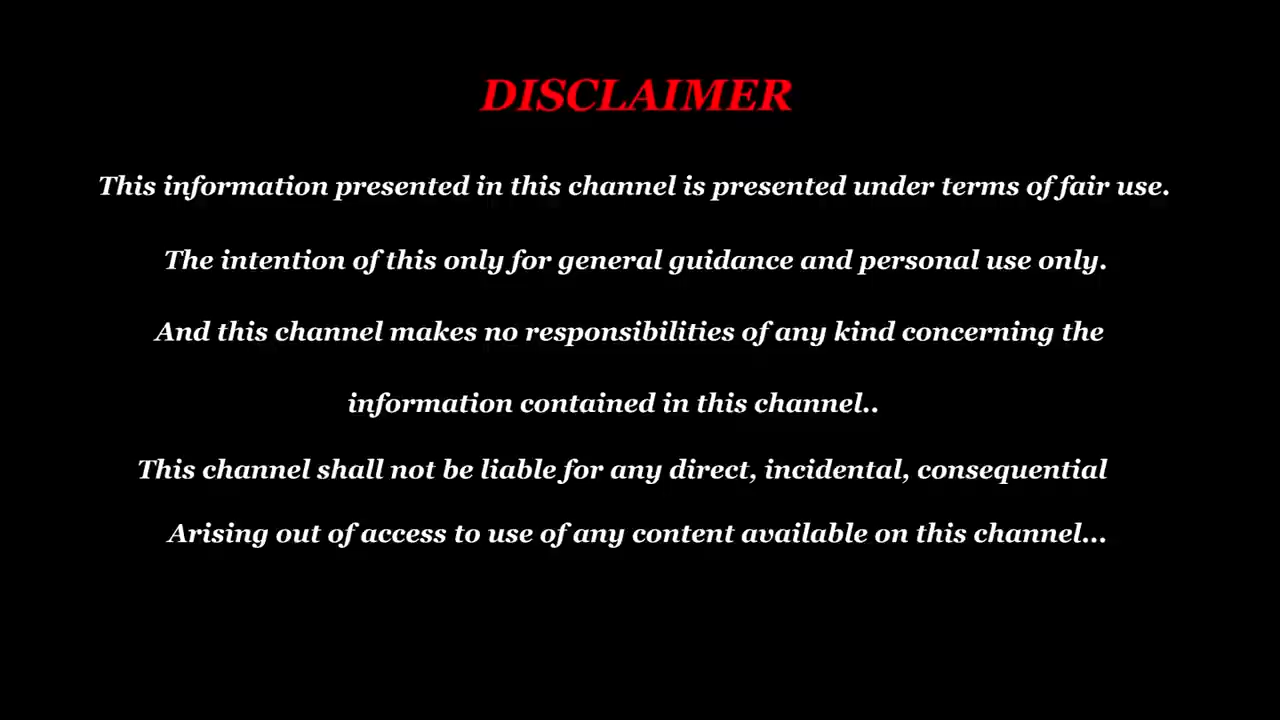 DISCLAIMER
This information presented in this channel is presented under terms of fair use.
The intention of this only for general guidance and personal use only.
And this channel makes no responsibilities of any kind concerning the
information contained in this channel..
This channel shall not be liable for any direct, incidental, consequential
Arising out of access to use of any content available on this channel...